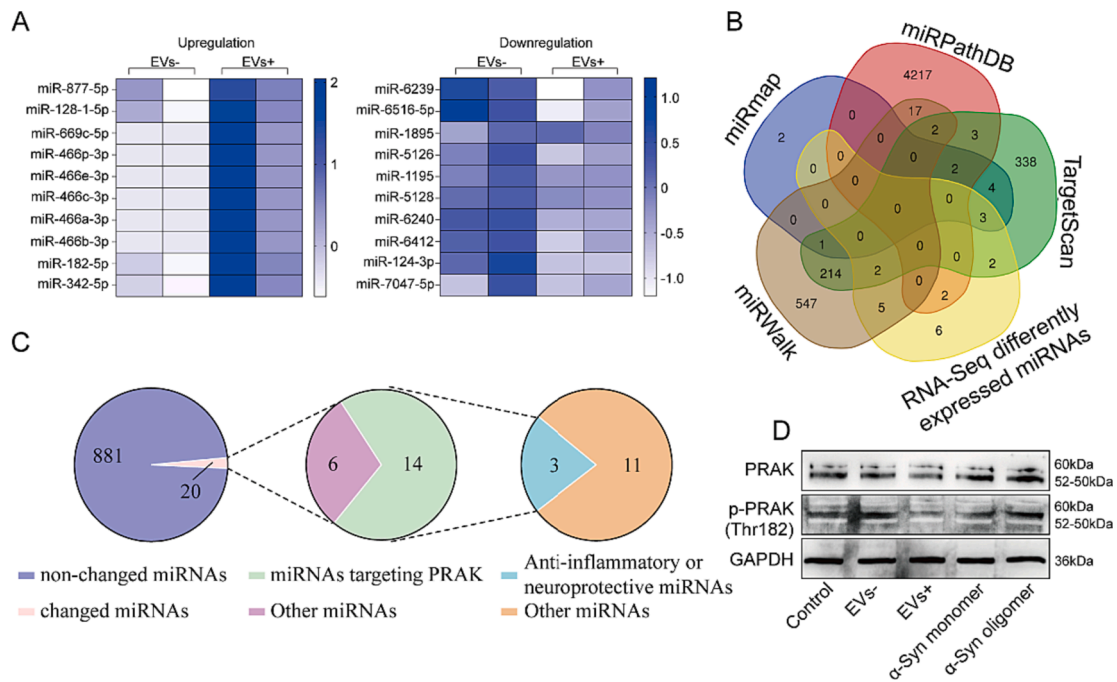 A
Upregulation
EVs-
EVs+
miR-877-5p
miR-128-1-5p
miR-669c-5p
miR-466p-3p
miR-466e-3p
miR-466c-3p
miR-466a-3p
miR-466b-3p
miR-182-5p
miR-342-5p
2
1
0
Downregulation
EVs-
EVs+
miR-6239
miR-6516-5p
miR-1895
miR-5126
miR-1195
miR-5128
miR-6240
miR-6412
miR-124-3p
miR-7047-5p
1.0
0.5
0
-0.5
-1.0
B
miRPathDB
miRmap
TargetScan
miRWalk
RNA-Seq differently
expressed miRNAs
4217
17
2
0
2
3
0
338
0
0
2
4
0
0
0
3
0
0
0
1
0
0
2
214
2
0
2
547
5
6
C
881
20
6
14
3
11
non-changed miRNAs
changed miRNAs
miRNAs targeting PRAK
Other miRNAs
Anti-inflammatory or
neuroprotective miRNAs
Other miRNAs
D
PRAK
60kDa
52-50kDa
p-PRAK
(Thr182)
60kDa
52-50kDa
GAPDH
36kDa
Control
EVs-
EVs+
α-Syn monomer
α-Syn oligomer